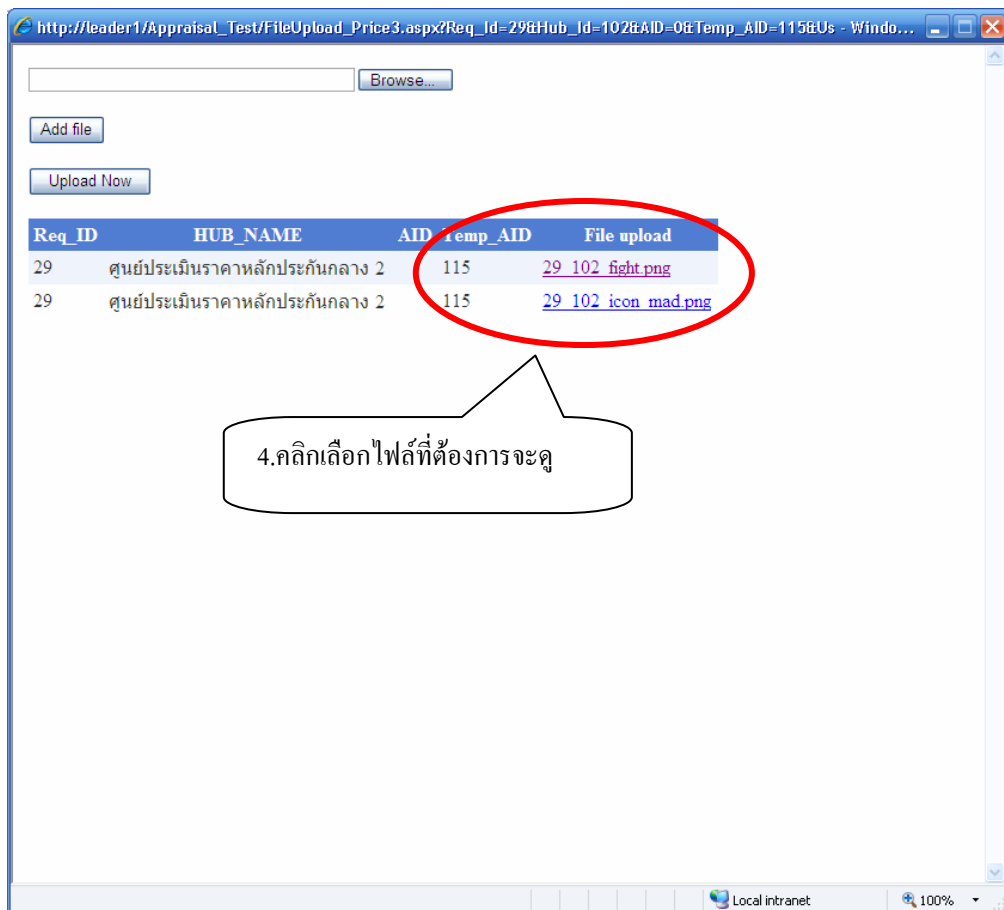 http://leader1/Appraisal_Test/FileUpload_Price3.aspx?Req_Id=29&Hub_Id=102&AID=0&Temp_AID=115&Us - Windo...
Browse...
Add file
Upload Now
Req_ID HUB_NAME AID Temp_AID File upload
29 ศูนย์ประเมินราคาหลักประกันกลาง 2 115 29_102_fight.png
29 ศูนย์ประเมินราคาหลักประกันกลาง 2 115 29_102_icon_mad.png
4.คลิกเลือกไฟล์ที่ต้องการจะดู
Local intranet 100%